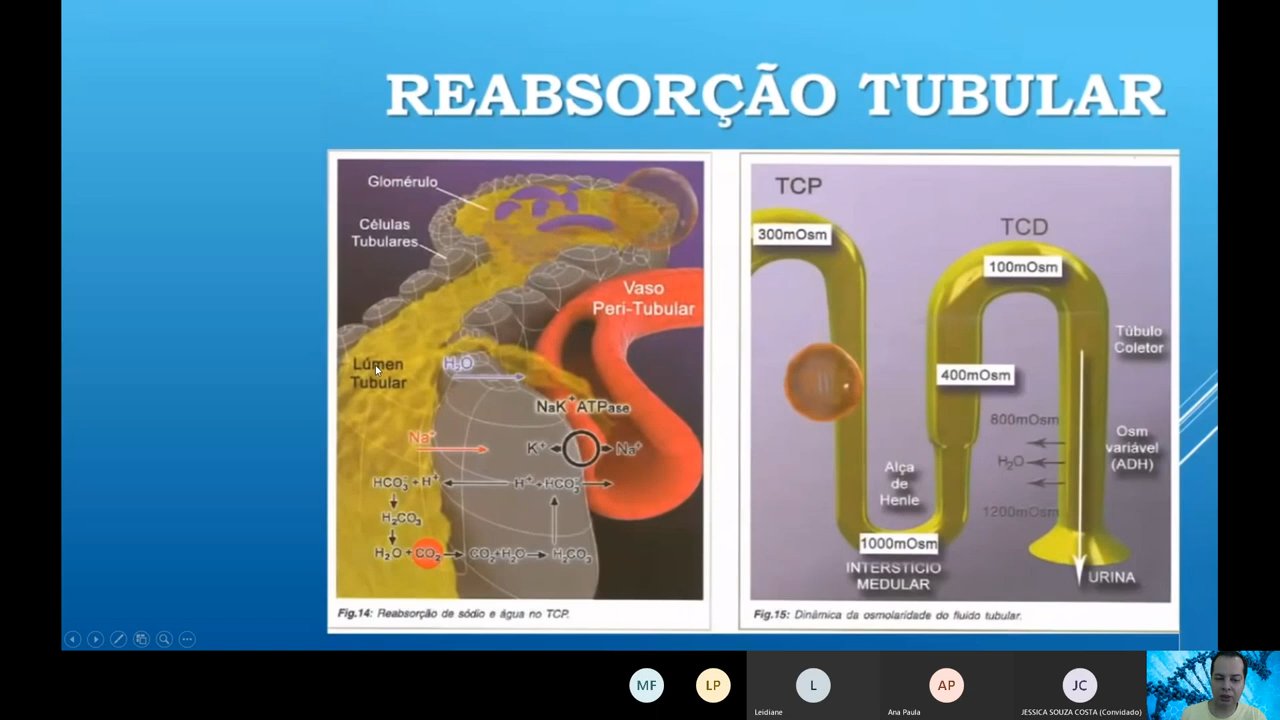 REABSORÇÃO TUBULAR
Glomérulo
Células
Tubulares
Vaso
Peri-Tubular
Lúmen
Tubular
H₂O
NaK⁺ATPase
Na⁺
K⁺
Na⁺
HCO₃⁻ + H⁺
H⁺ + HCO₃⁻
H₂CO₃
H₂O + CO₂
CO₂+H₂O
H₂CO₃
Fig.14: Reabsorção de sódio e água no TCP.
TCP
300mOsm
TCD
100mOsm
Túbulo
Coletor
400mOsm
800mOsm
H₂O
Osm
variável
(ADH)
Alça
de
Henle
1200mOsm
1000mOsm
INTERSTÍCIO
MEDULAR
URINA
Fig.15: Dinâmica da osmolaridade do fluido tubular.
MF
LP
L
AP
JC
Leidiane
Ana Paula
JESSICA SOUZA COSTA (Convidado)